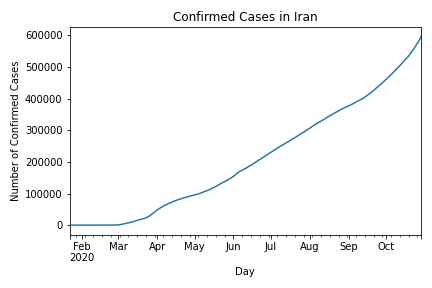 Confirmed Cases in Iran
Number of Confirmed Cases
600000
500000
400000
300000
200000
100000
0
Feb Mar Apr May Jun Jul Aug Sep Oct
2020
Day